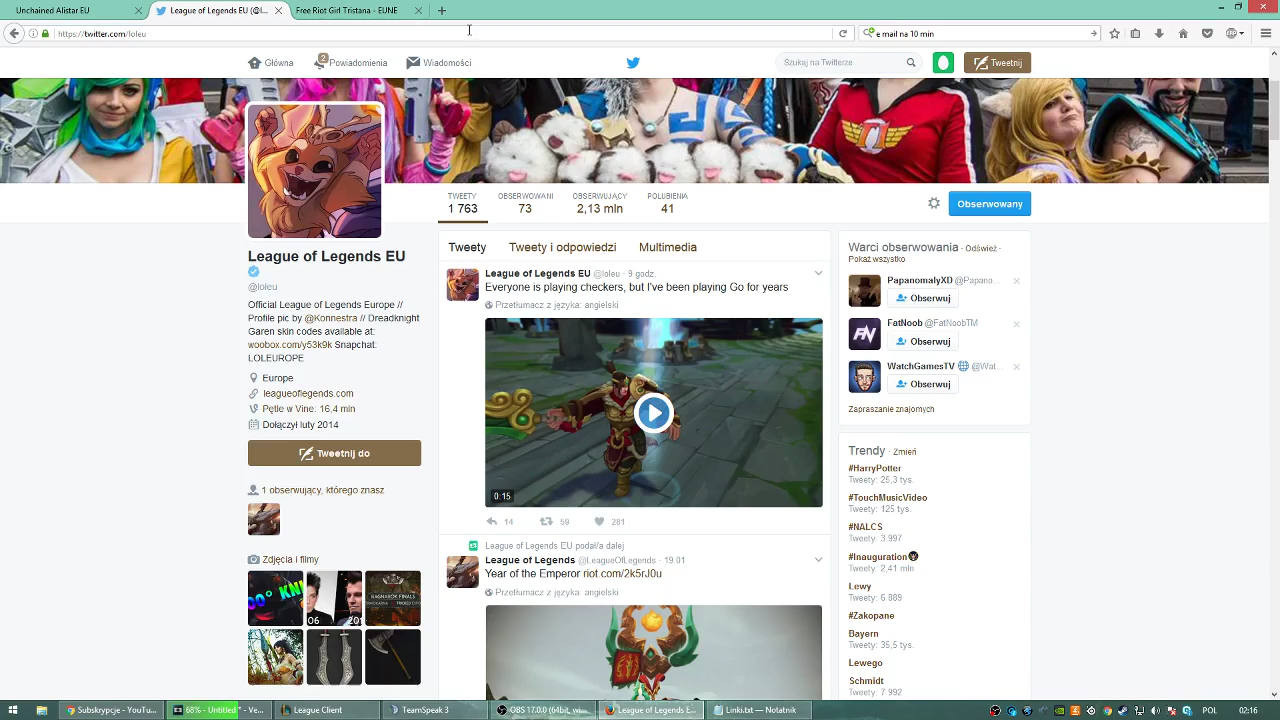 Unchained Alistar EU
League of Legends EU (@l...
Free Riot Girl Tristana - EUNE
https://twitter.com/loleu
e mail na 10 min
Główna
2
Powiadomienia
Wiadomości
Szukaj na Twitterze
Tweetnij
TWEETY
1 763
OBSERWOWANI
73
OBSERWUJĄCY
2,13 mln
POLUBIENIA
41
Obserwowany
League of Legends EU
@loleu
Official League of Legends Europe //
Profile pic by @Konnestra // Dreadknight
Garen skin codes available at:
woobox.com/y53k9k Snapchat:
LOLEUROPE
Europe
leagueoflegends.com
Pętle w Vine: 16,4 mln
Dołączył luty 2014
Tweetnij do
1 obserwujący, którego znasz
Zdjęcia i filmy
Tweety
Tweety i odpowiedzi
Multimedia
League of Legends EU @loleu · 9 godz.
Everyone is playing checkers, but I've been playing Go for years
Przetłumacz z języka: angielski
0:15
14
59
281
League of Legends EU podał/a dalej
League of Legends @LeagueOfLegends · 19.01
Year of the Emperor riot.com/2k5rJ0u
Przetłumacz z języka: angielski
Warci obserwowania · Odśwież ·
Pokaż wszystko
PapanomalyXD @Papano...
Obserwuj
FatNoob @FatNoobTM
Obserwuj
WatchGamesTV @Wat...
Obserwuj
Zapraszanie znajomych
Trendy · Zmień
#HarryPotter
Tweety: 25,3 tys.
#TouchMusicVideo
Tweety: 125 tys.
#NALCS
Tweety: 3 997
#Inauguration
Tweety: 2,41 mln
Lewy
Tweety: 6 889
#Zakopane
Bayern
Tweety: 35,5 tys.
Lewego
Schmidt
Tweety: 7 992
Subskrypcje - YouTu...
68% - Untitled * - Ve...
League Client
TeamSpeak 3
OBS 17.0.0 (64bit, wi...
League of Legends E...
Linki.txt — Notatnik
POL
02:16